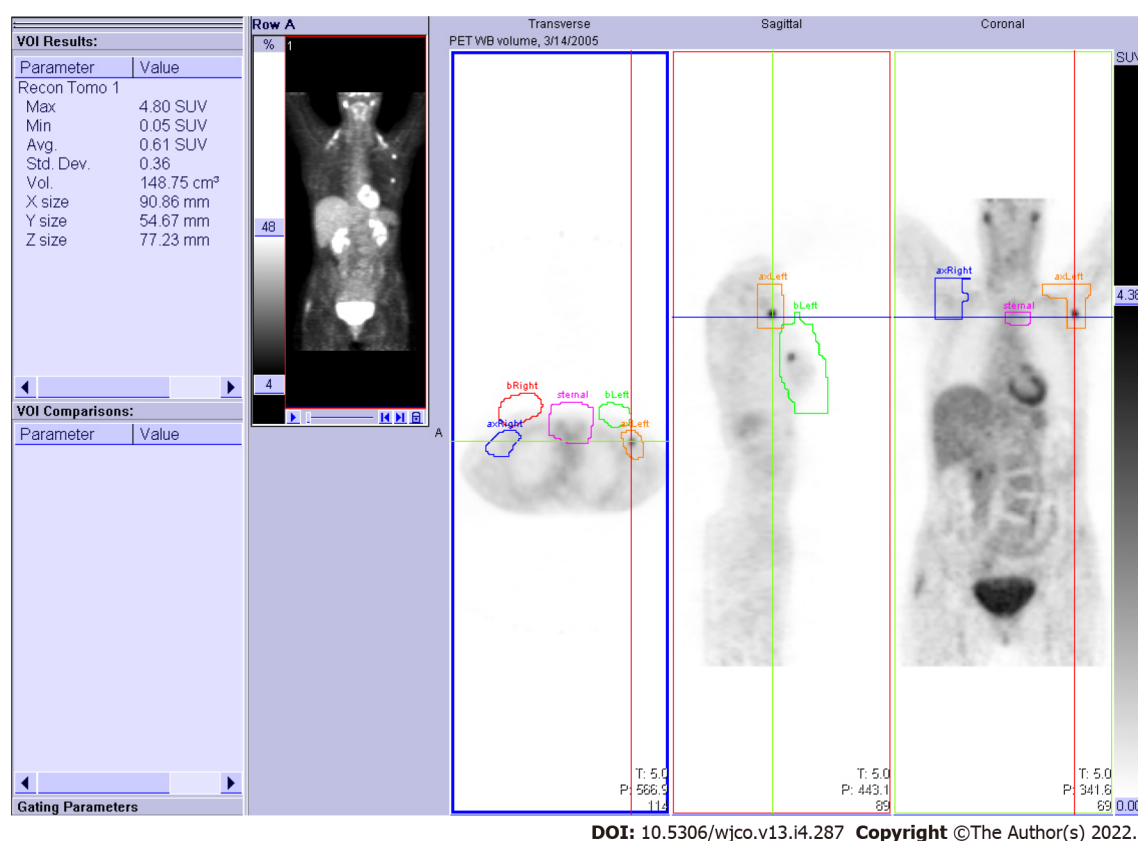 VOI Results:
Parameter Value
Recon Tomo 1
Max 4.80 SUV
Min 0.05 SUV
Avg. 0.61 SUV
Std. Dev. 0.36
Vol. 148.75 cm³
X size 90.86 mm
Y size 54.67 mm
Z size 77.23 mm
VOI Comparisons:
Parameter Value
Gating Parameters
Row A
%
1
48
4
Transverse Sagittal Coronal
PET WB volume, 3/14/2005
SUV
axLeft
bLeft
axRight
axLeft
sternal
4.36
bRight
sternal
bLeft
axRight
axLeft
A
T: 5.0
P: 566.9
114
T: 5.0
P: 443.1
89
T: 5.0
P: 341.6
69
0.00
DOI: 10.5306/wjco.v13.i4.287 Copyright ©The Author(s) 2022.